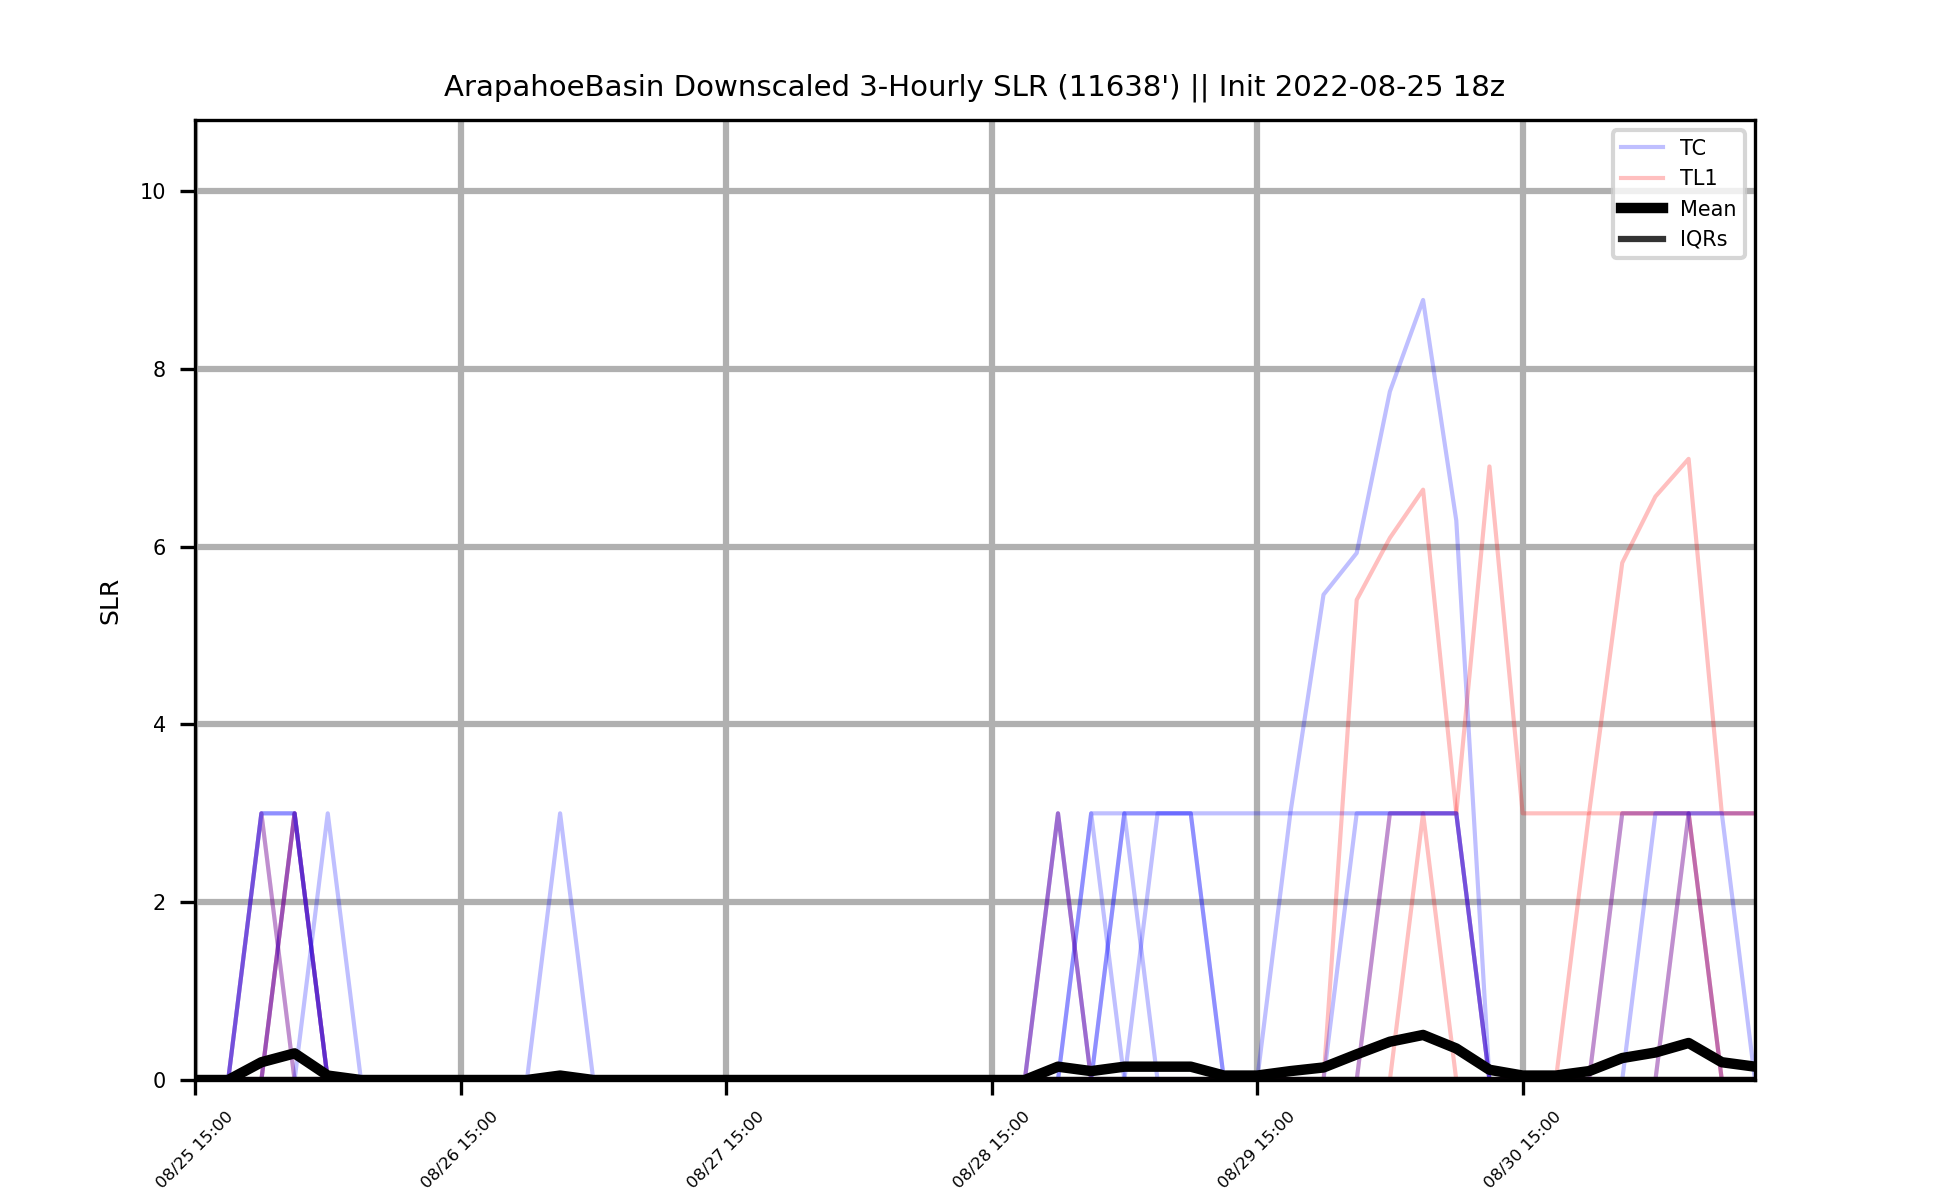 ArapahoeBasin Downscaled 3-Hourly SLR (11638') || Init 2022-08-25 18z
TC
TL1
Mean
IQRs
10
8
6
4
2
0
SLR
08/25 15:00
08/26 15:00
08/27 15:00
08/28 15:00
08/29 15:00
08/30 15:00